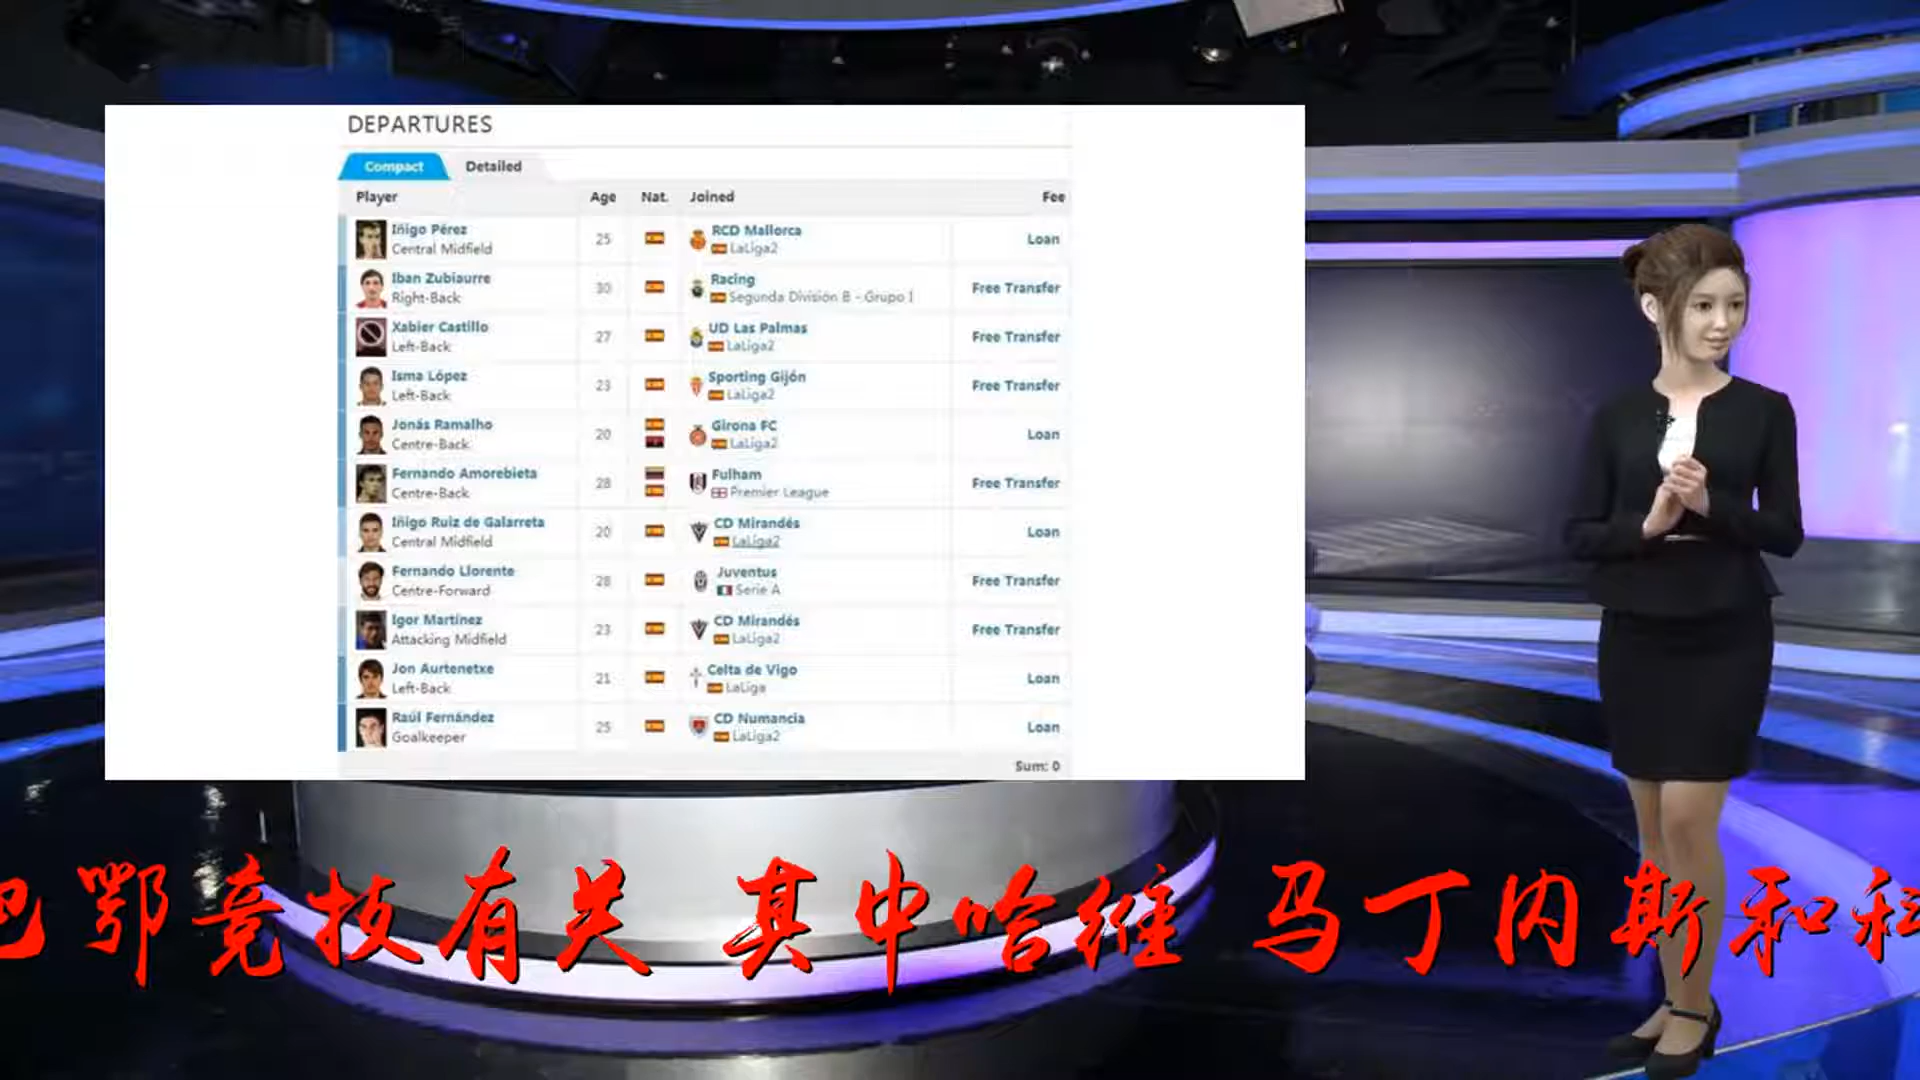 DEPARTURES
Compact Detailed
Player Age Nat. Joined Fee
Iñigo Pérez
Central Midfield
25
RCD Mallorca
LaLiga2
Loan
Iban Zubiaurre
Right-Back
30
Racing
Segunda División B - Grupo I
Free Transfer
Xabier Castillo
Left-Back
27
UD Las Palmas
LaLiga2
Free Transfer
Isma López
Left-Back
23
Sporting Gijón
LaLiga2
Free Transfer
Jonás Ramalho
Centre-Back
20
Girona FC
LaLiga2
Loan
Fernando Amorebieta
Centre-Back
28
Fulham
Premier League
Free Transfer
Iñigo Ruiz de Galarreta
Central Midfield
20
CD Mirandés
LaLiga2
Loan
Fernando Llorente
Centre-Forward
28
Juventus
Serie A
Free Transfer
Igor Martínez
Attacking Midfield
23
CD Mirandés
LaLiga2
Free Transfer
Jon Aurtenetxe
Left-Back
21
Celta de Vigo
LaLiga
Loan
Raúl Fernández
Goalkeeper
25
CD Numancia
LaLiga2
Loan
Sum: 0
鄂竞技有关 其中哈维 马丁内斯和